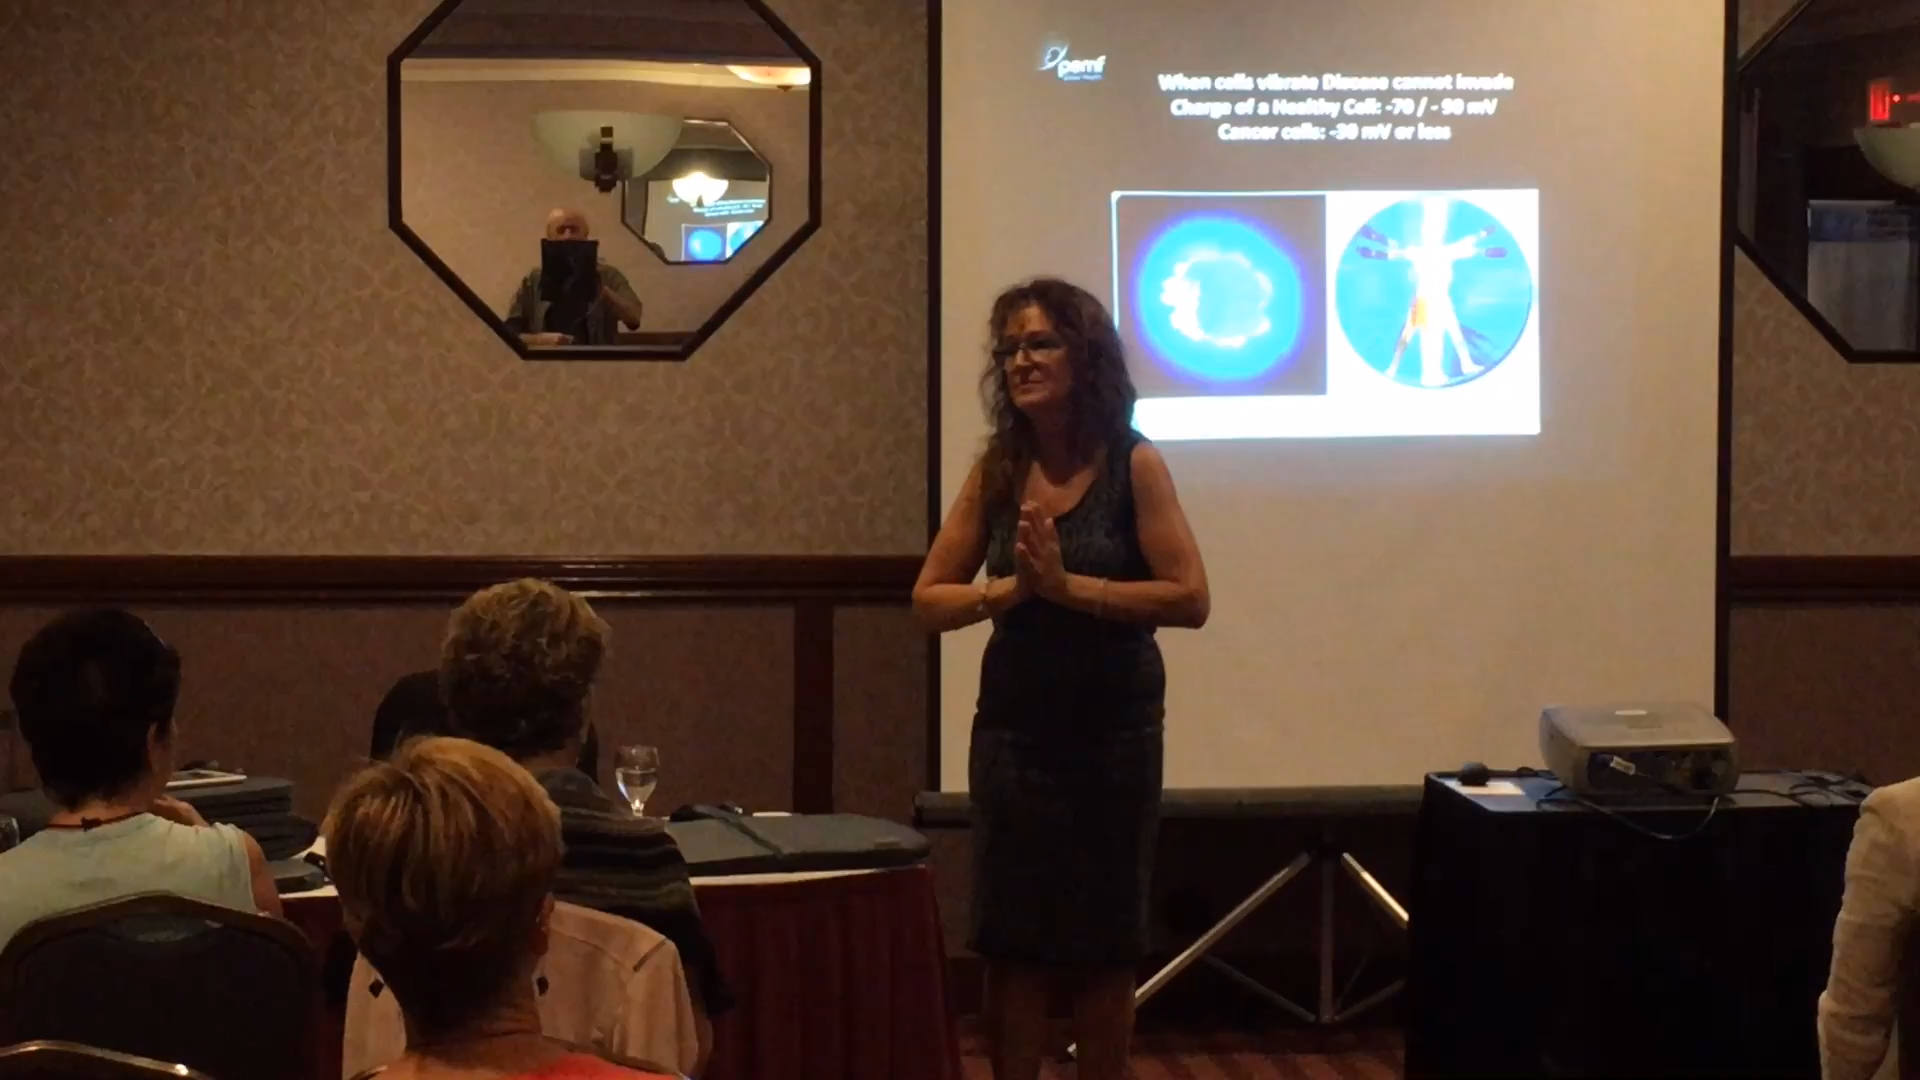 pemf
When cells vibrate Disease cannot invade
Charge of a Healthy Cell: -70 / - 90 mV
Cancer cells: -30 mV or less